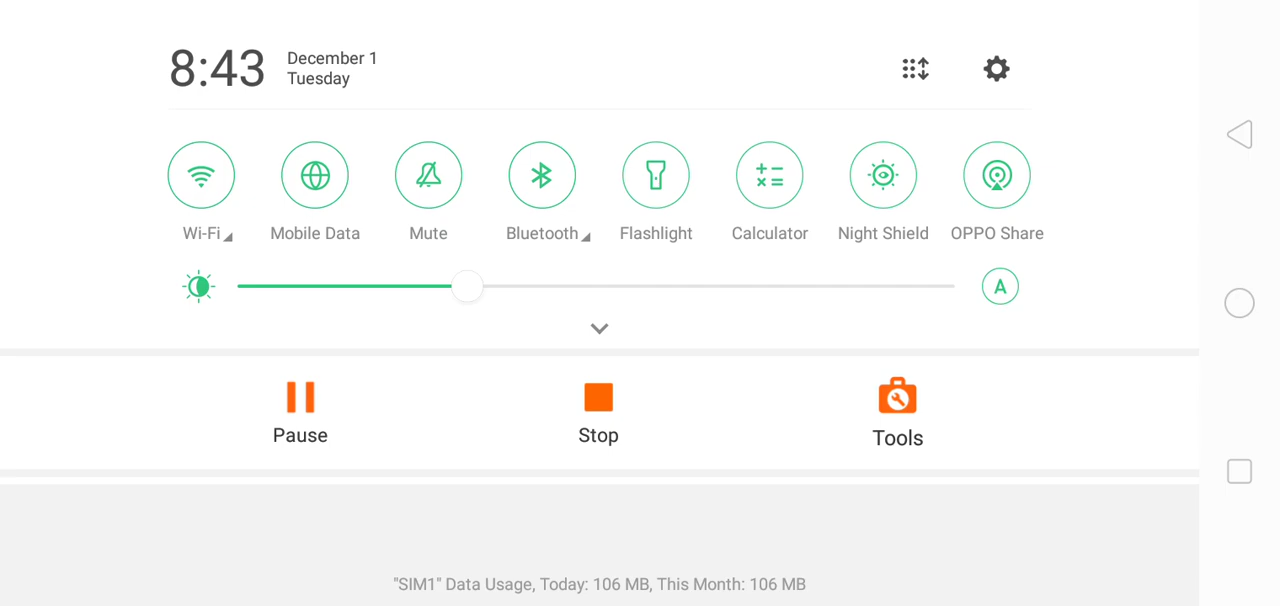 8:43
December 1
Tuesday
Wi-Fi
Mobile Data
Mute
Bluetooth
Flashlight
Calculator
Night Shield
OPPO Share
A
Pause
Stop
Tools
"SIM1" Data Usage, Today: 106 MB, This Month: 106 MB